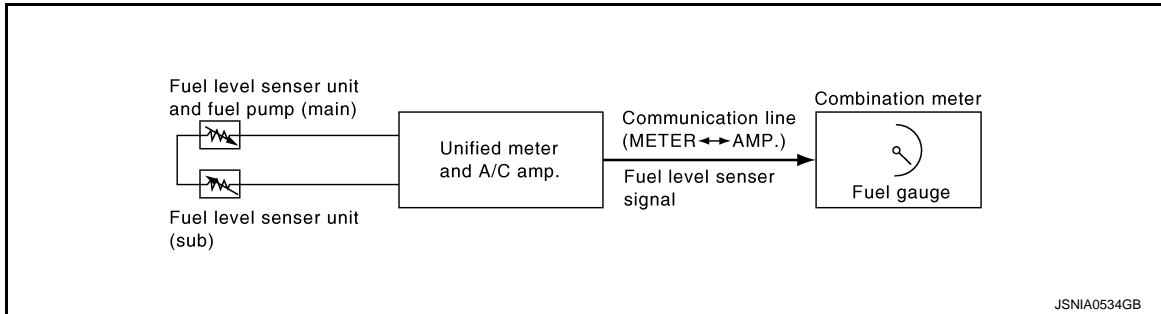 Fuel level senser unit
and fuel pump (main)
Fuel level senser unit
(sub)
Unified meter
and A/C amp.
Communication line
(METER↔AMP.)
Fuel level senser
signal
Combination meter
Fuel gauge
JSNIA0534GB